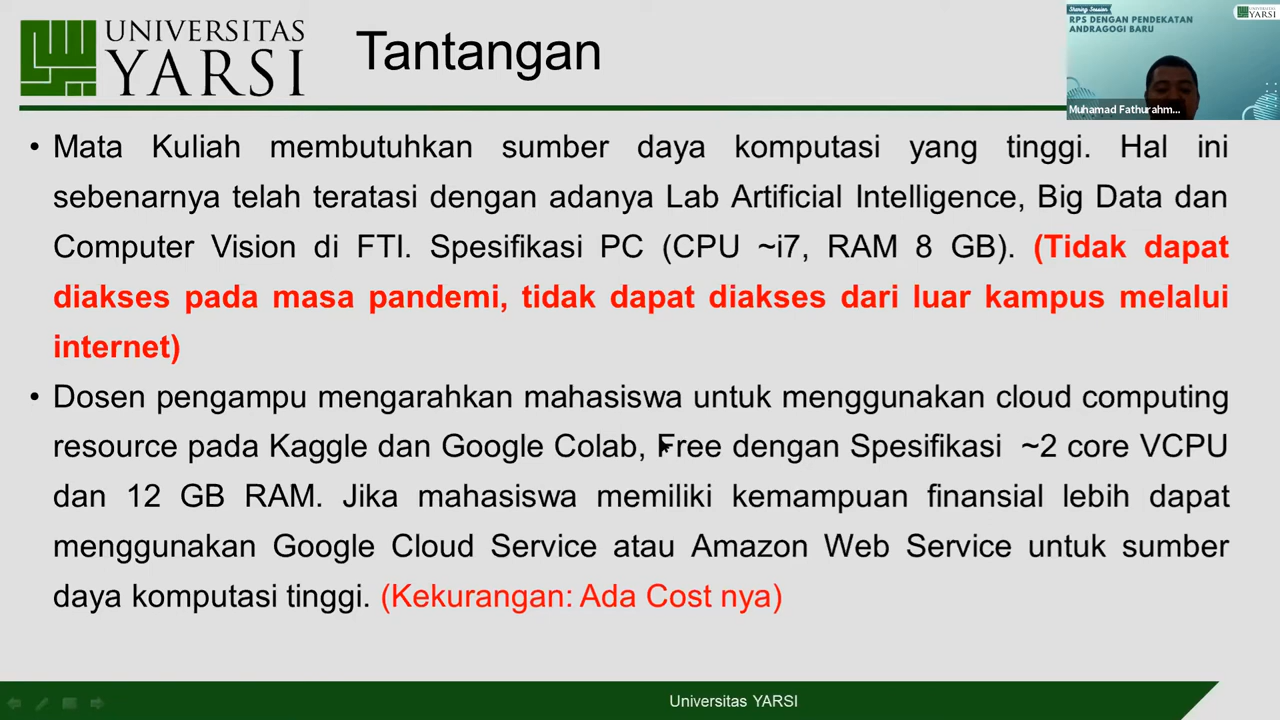 UNIVERSITAS
YARSI
Tantangan
Sharing Session
RPS DENGAN PENDEKATAN
ANDRAGOGI BARU
UNIVERSITAS
YARSI
Muhamad Fathurahm...
• Mata Kuliah membutuhkan sumber daya komputasi yang tinggi. Hal ini
sebenarnya telah teratasi dengan adanya Lab Artificial Intelligence, Big Data dan
Computer Vision di FTI. Spesifikasi PC (CPU ~i7, RAM 8 GB). (Tidak dapat
diakses pada masa pandemi, tidak dapat diakses dari luar kampus melalui
internet)
• Dosen pengampu mengarahkan mahasiswa untuk menggunakan cloud computing
resource pada Kaggle dan Google Colab, Free dengan Spesifikasi ~2 core VCPU
dan 12 GB RAM. Jika mahasiswa memiliki kemampuan finansial lebih dapat
menggunakan Google Cloud Service atau Amazon Web Service untuk sumber
daya komputasi tinggi. (Kekurangan: Ada Cost nya)
Universitas YARSI